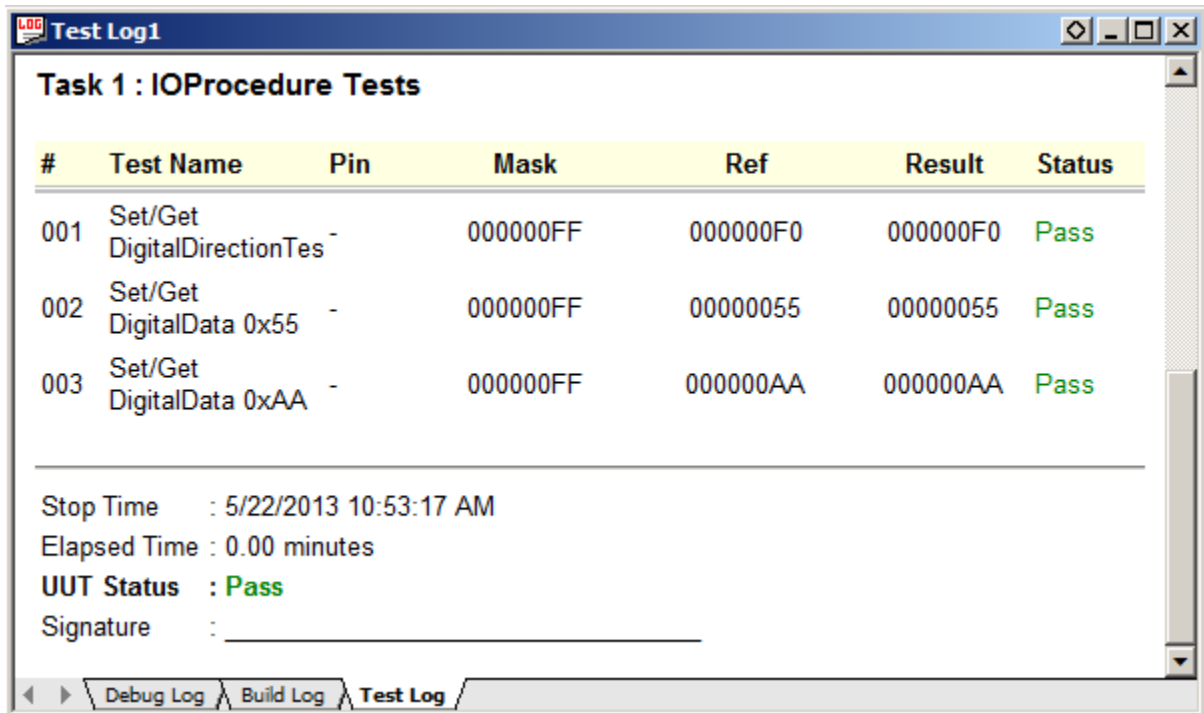 LOG Test Log1
Task 1 : IOProcedure Tests
# Test Name Pin Mask Ref Result Status
001 Set/Get DigitalDirectionTes - 000000FF 000000F0 000000F0 Pass
002 Set/Get DigitalData 0x55 - 000000FF 00000055 00000055 Pass
003 Set/Get DigitalData 0xAA - 000000FF 000000AA 000000AA Pass
Stop Time : 5/22/2013 10:53:17 AM
Elapsed Time : 0.00 minutes
UUT Status : Pass
Signature :
Debug Log Build Log Test Log